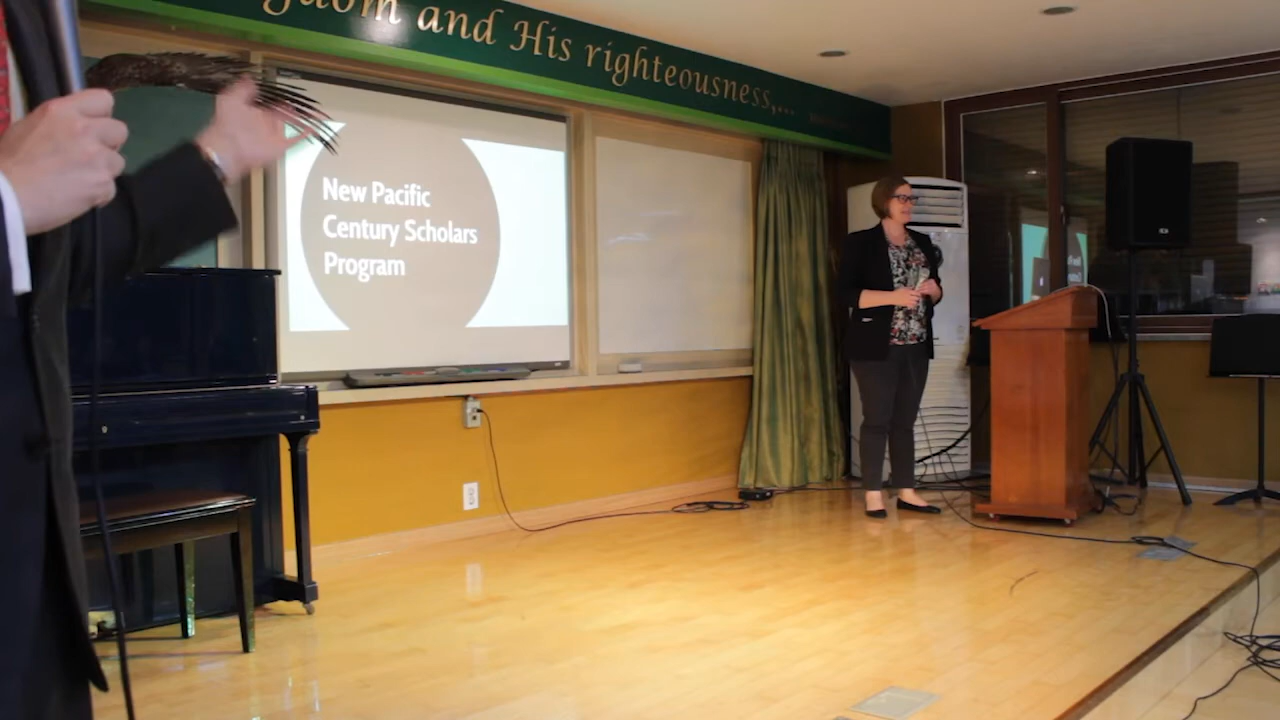 and His righteousness,...
New Pacific
Century Scholars
Program